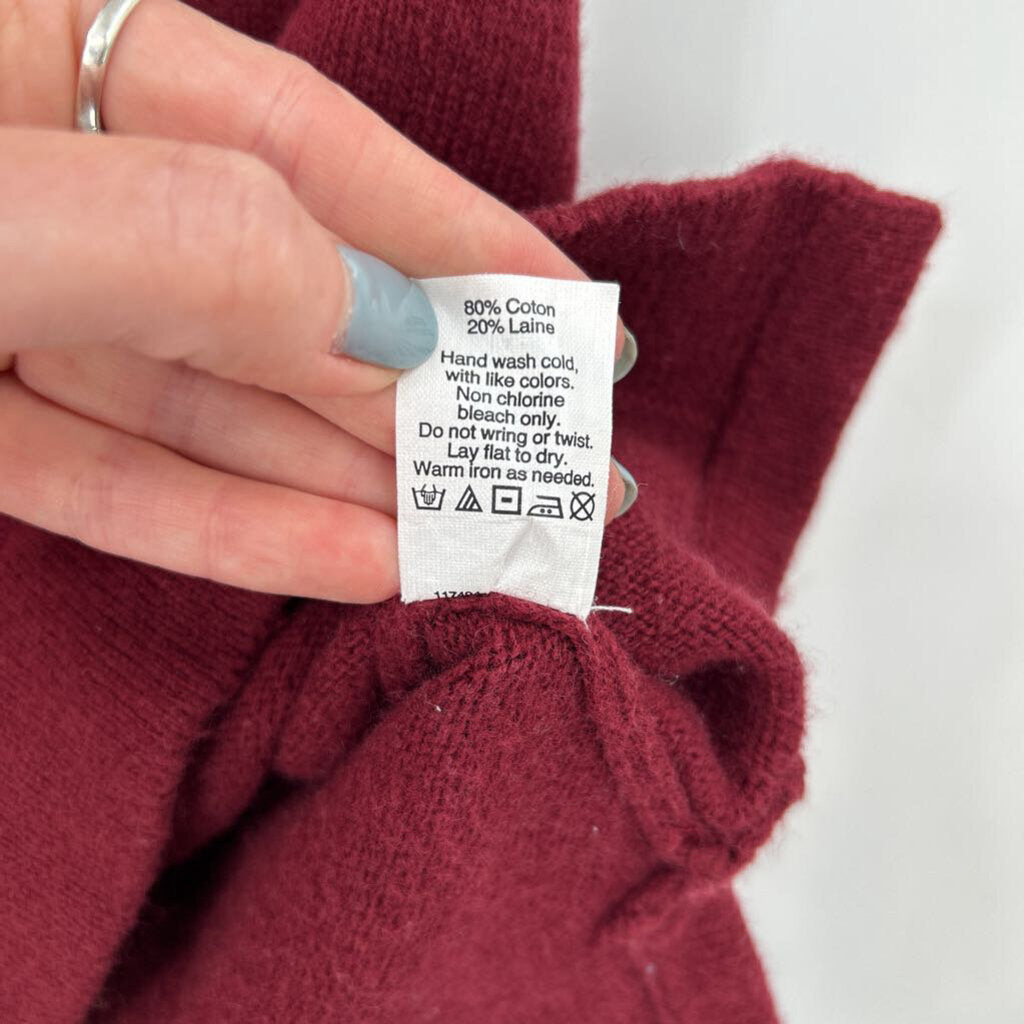 80% Coton
20% Laine
Hand wash cold,
with like colors.
Non chlorine
bleach only.
Do not wring or twist.
Lay flat to dry.
Warm iron as needed.